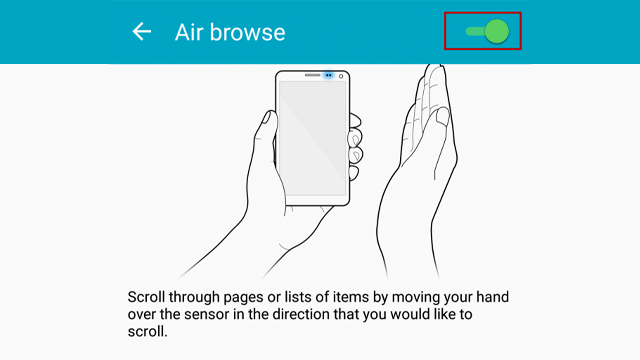 Air browse
Scroll through pages or lists of items by moving your hand
over the sensor in the direction that you would like to
scroll.